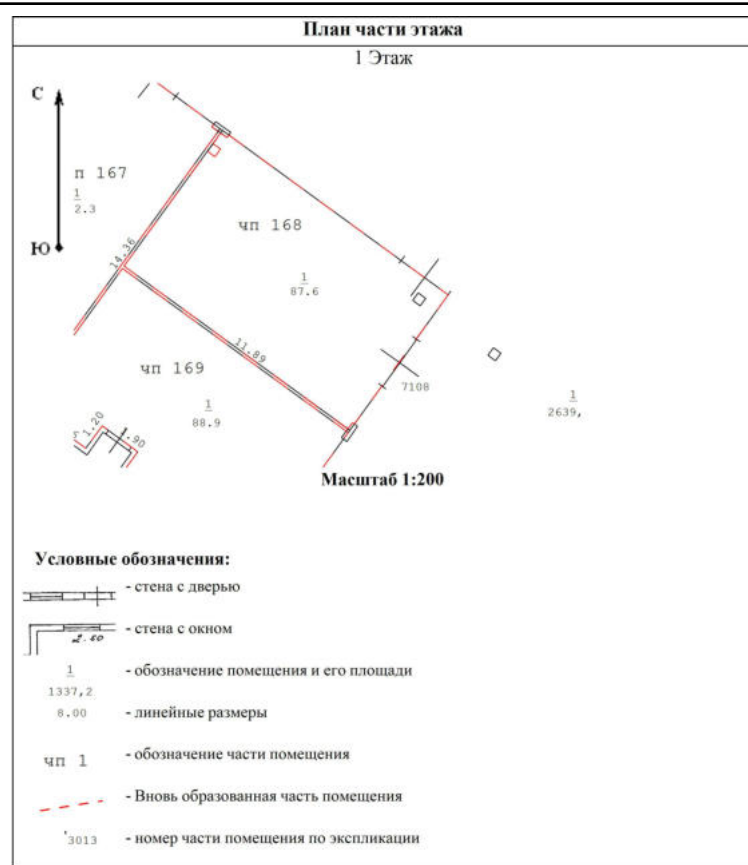 План части этажа
1 Этаж
С
п 167
1
2.3
чп 168
Ю
14.36
1
87.6
11.89
чп 169
7108
1
88.9
1
2639,
1.20
.90
Масштаб 1:200
Условные обозначения:
- стена с дверью
- стена с окном
2.80
1
- обозначение помещения и его площади
1337,2
8.00
- линейные размеры
чп 1
- обозначение части помещения
- Вновь образованная часть помещения
'3013
- номер части помещения по экспликации